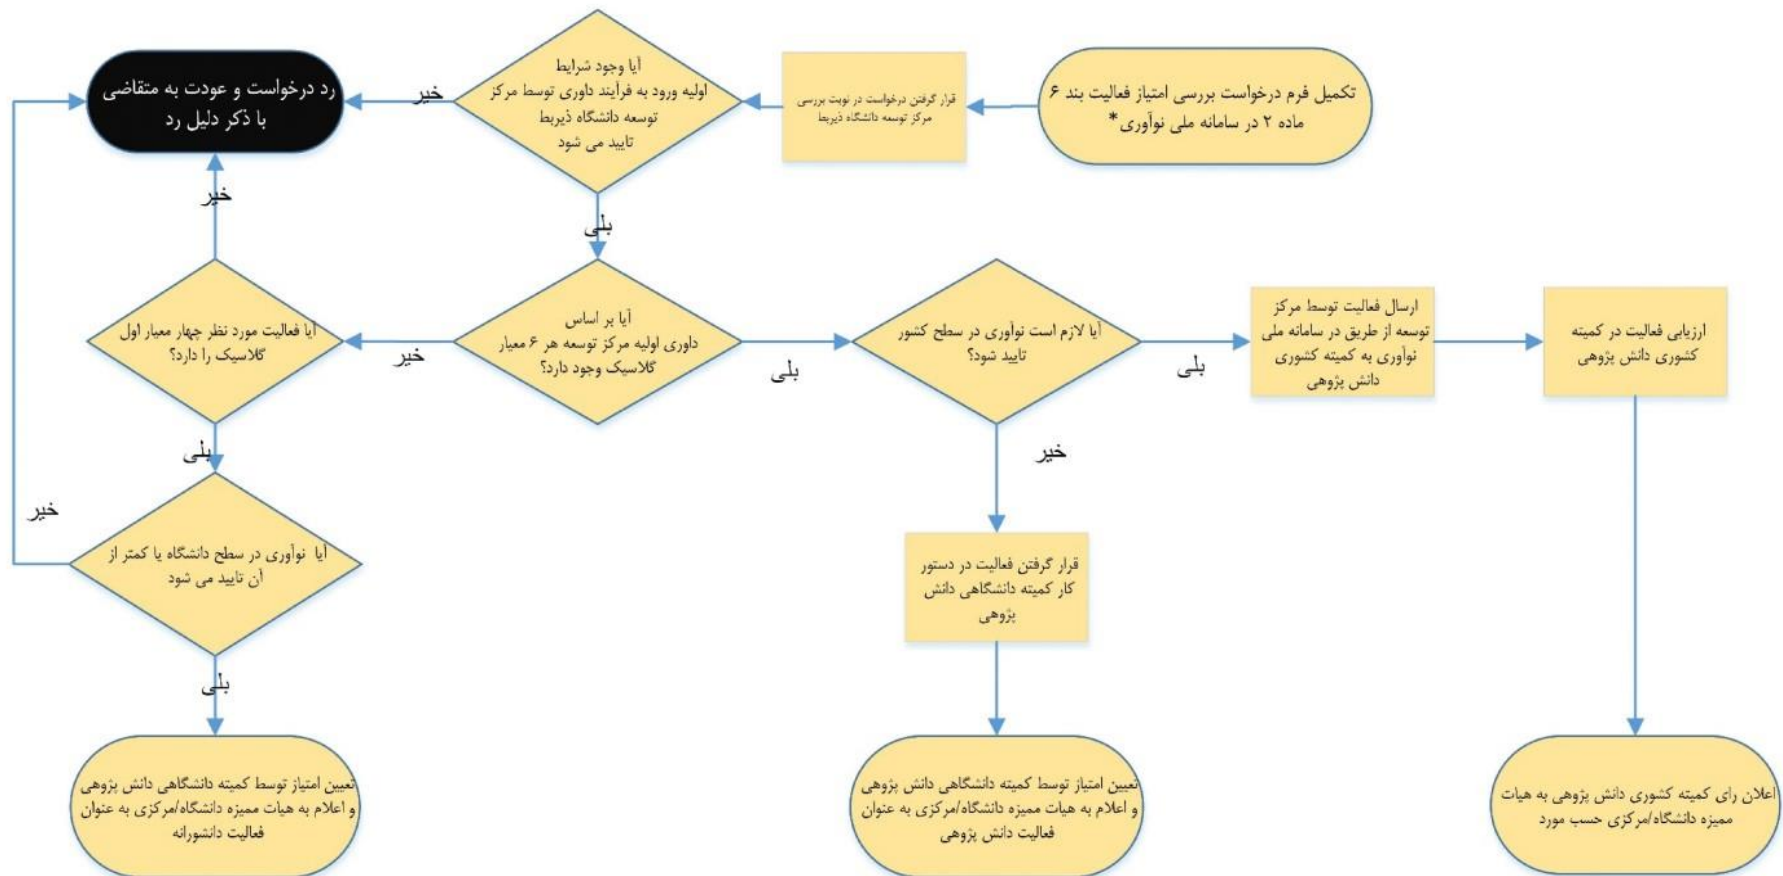 تکمیل فرم درخواست بررسی امتیاز فعالیت بند ۶
ماده ۲ در سامانه ملی نوآوری*
قرار گرفتن درخواست در نوبت بررسی
مرکز توسعه دانشگاه ذیربط
آیا وجود شرایط
اولیه ورود به فرآیند داوری توسط مرکز
توسعه دانشگاه ذیربط
تایید می شود
خیر
رد درخواست و عودت به متقاضی
با ذکر دلیل رد
خیر
بلی
ارزیابی فعالیت در کمیته
کشوری دانش پژوهی
ارسال فعالیت توسط مرکز
توسعه از طریق در سامانه ملی
نوآوری به کمیته کشوری
دانش پژوهی
بلی
آیا لازم است نوآوری در سطح کشور
تایید شود؟
بلی
آیا بر اساس
داوری اولیه مرکز توسعه هر ۶ معیار
گلاسیک وجود دارد؟
خیر
آیا فعالیت مورد نظر چهار معیار اول
گلاسیک را دارد؟
خیر
بلی
خیر
قرار گرفتن فعالیت در دستور
کار کمیته دانشگاهی دانش
پژوهی
آیا نوآوری در سطح دانشگاه یا کمتر از
آن تایید می شود
بلی
اعلان رای کمیته کشوری دانش پژوهی به هیات
ممیزه دانشگاه/مرکزی حسب مورد
تعیین امتیاز توسط کمیته دانشگاهی دانش پژوهی
و اعلام به هیات ممیزه دانشگاه/مرکزی به عنوان
فعالیت دانش پژوهی
تعیین امتیاز توسط کمیته دانشگاهی دانش پژوهی
و اعلام به هیات ممیزه دانشگاه/مرکزی به عنوان
فعالیت دانشورانه